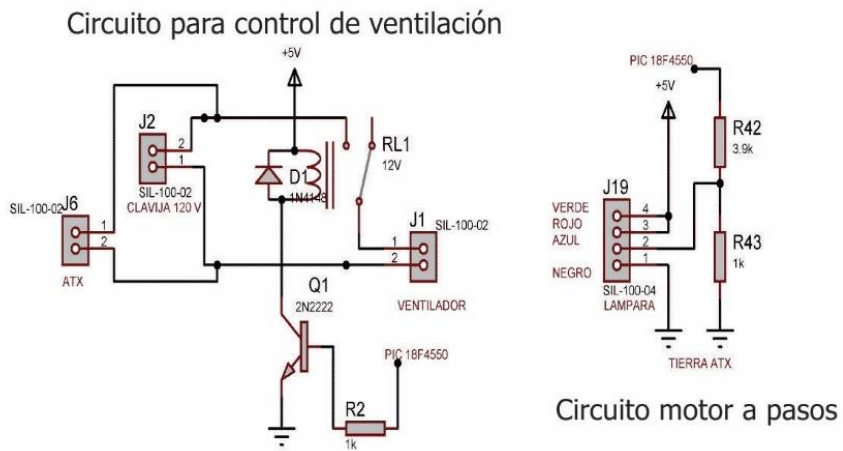 Circuito para control de ventilación
+5V
J2
2
1
SIL-100-02
CLAVIJA 120 V
J6
SIL-100-02
1
2
ATX
D1
1N4148
RL1
12V
J1
SIL-100-02
1
2
VENTILADOR
Q1
2N2222
PIC 18F4550
R2
1k
PIC 18F4550
+5V
R42
3.9k
J19
VERDE
ROJO
AZUL
NEGRO
4
3
2
1
SIL-100-04
LAMPARA
R43
1k
TIERRA ATX
Circuito motor a pasos